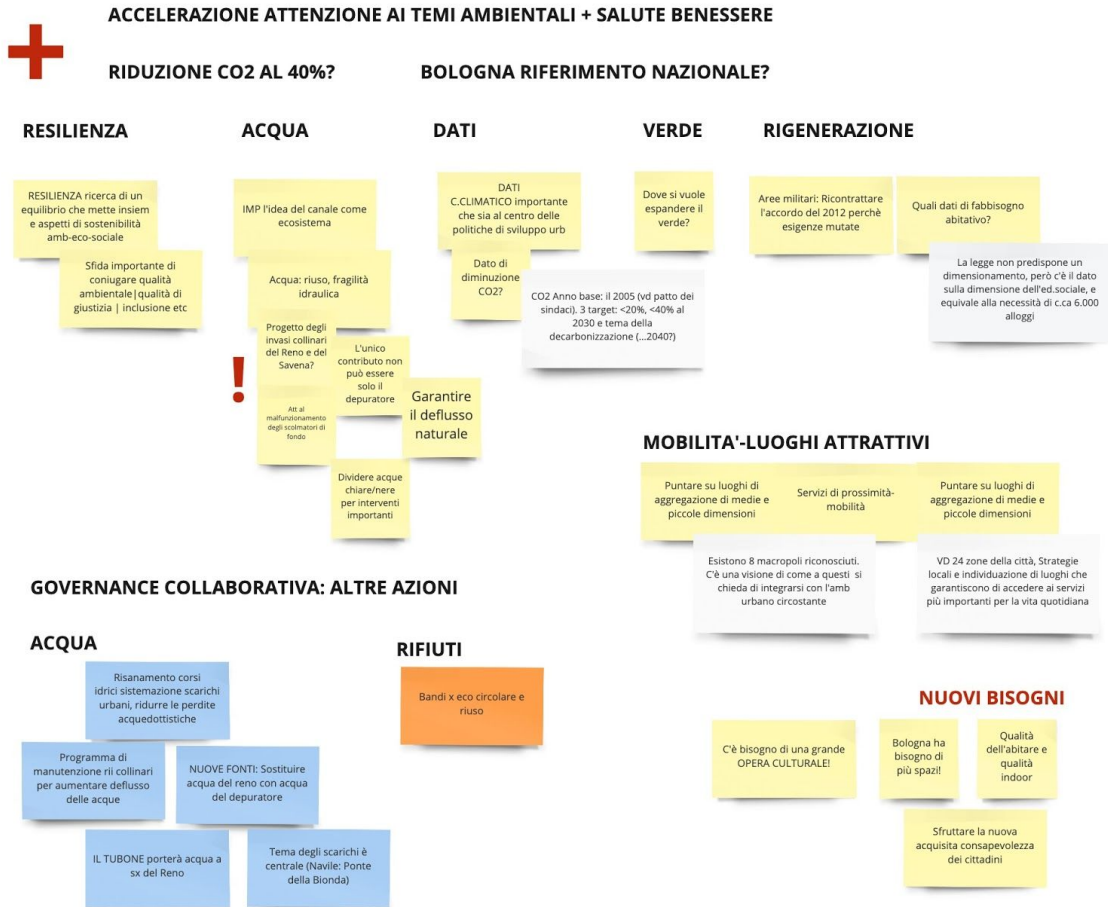 ACCELERAZIONE ATTENZIONE AI TEMI AMBIENTALI + SALUTE BENESSERE
RIDUZIONE CO2 AL 40%?
BOLOGNA RIFERIMENTO NAZIONALE?
RESILIENZA
RESILIENZA ricerca di un
equilibrio che mette insiem
e aspetti di sostenibilità
amb-eco-sociale
Sfida importante di
coniugare qualità
ambientale|qualità di
giustizia | inclusione etc
ACQUA
IMP l'idea del canale come
ecosistema
Acqua: riuso, fragilità
idraulica
Progetto degli
invasi collinari
del Reno e del
Savena?
L'unico
contributo non
può essere
solo il
depuratore
!
Att al
malfunzionamento
degli scolmatori di
fondo
Garantire
il deflusso
naturale
Dividere acque
chiare/nere
per interventi
importanti
DATI
DATI
C.CLIMATICO importante
che sia al centro delle
politiche di sviluppo urb
Dato di
diminuzione
CO2?
CO2 Anno base: il 2005 (vd patto dei
sindaci). 3 target: <20%, <40% al
2030 e tema della
decarbonizzazione (...2040?)
VERDE
Dove si vuole
espandere il
verde?
RIGENERAZIONE
Aree militari: Ricontrattare
l'accordo del 2012 perchè
esigenze mutate
Quali dati di fabbisogno
abitativo?
La legge non predispone un
dimensionamento, però c'è il dato
sulla dimensione dell'ed.sociale, e
equivale alla necessità di c.ca 6.000
alloggi
MOBILITA'-LUOGHI ATTRATTIVI
Puntare su luoghi di
aggregazione di medie e
piccole dimensioni
Servizi di prossimità-
mobilità
Puntare su luoghi di
aggregazione di medie e
piccole dimensioni
Esistono 8 macropoli riconosciuti.
C'è una visione di come a questi si
chieda di integrarsi con l'amb
urbano circostante
VD 24 zone della città, Strategie
locali e individuazione di luoghi che
garantiscono di accedere ai servizi
più importanti per la vita quotidiana
GOVERNANCE COLLABORATIVA: ALTRE AZIONI
ACQUA
Risanamento corsi
idrici sistemazione scarichi
urbani, ridurre le perdite
acquedottistiche
Programma di
manutenzione rii collinari
per aumentare deflusso
delle acque
NUOVE FONTI: Sostituire
acqua del reno con acqua
del depuratore
IL TUBONE porterà acqua a
sx del Reno
Tema degli scarichi è
centrale (Navile: Ponte
della Bionda)
RIFIUTI
Bandi x eco circolare e
riuso
NUOVI BISOGNI
C'è bisogno di una grande
OPERA CULTURALE!
Bologna ha
bisogno di
più spazi!
Qualità
dell'abitare e
qualità
indoor
Sfruttare la nuova
acquisita consapevolezza
dei cittadini